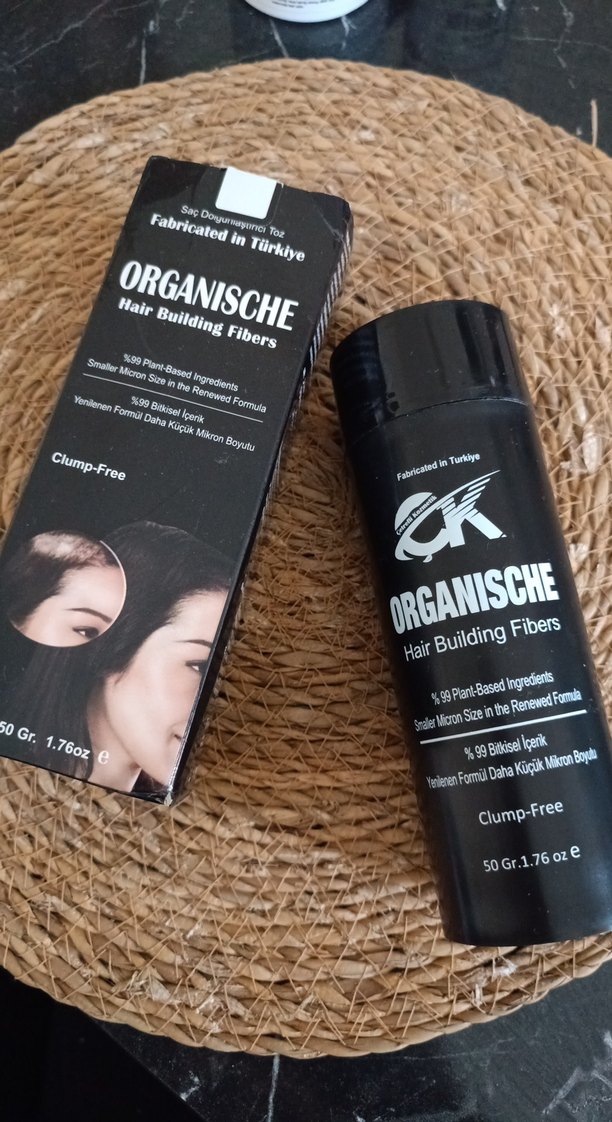 Saç Dolgunlaştırıcı Toz
Fabricated in Türkiye
ORGANISCHE
Hair Building Fibers
%99 Plant-Based Ingredients
Smaller Micron Size in the Renewed Formula
%99 Bitkisel İçerik
Yenilenen Formül Daha Küçük Mikron Boyutu
Clump-Free
50 Gr. 1.76oz e
Fabricated in Turkiye
Kozmetik
ÇK
ORGANISCHE
Hair Building Fibers
% 99 Plant-Based Ingredients
Smaller Micron Size in the Renewed Formula
% 99 Bitkisel İçerik
Yenilenen Formül Daha Küçük Mikron Boyutu
Clump-Free
50 Gr.1.76 oz e